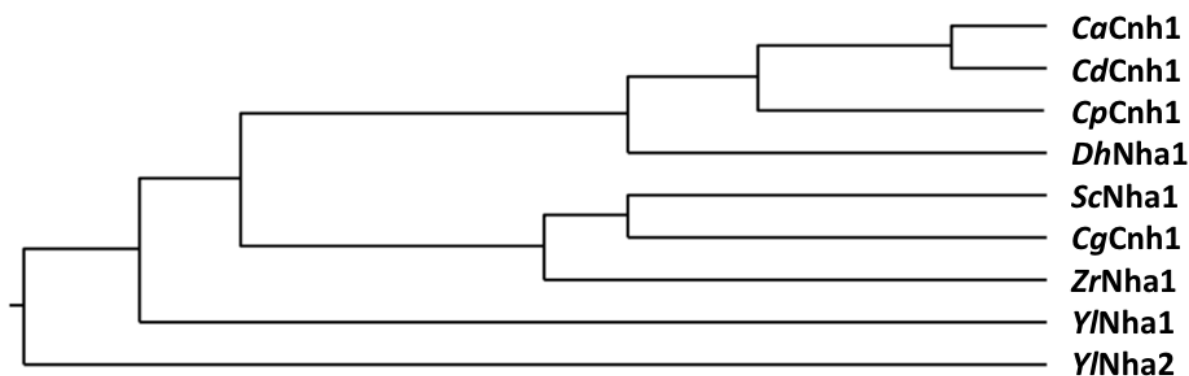 CaCnh1
CdCnh1
CpCnh1
DhNha1
ScNha1
CgCnh1
ZrNha1
YlNha1
YlNha2